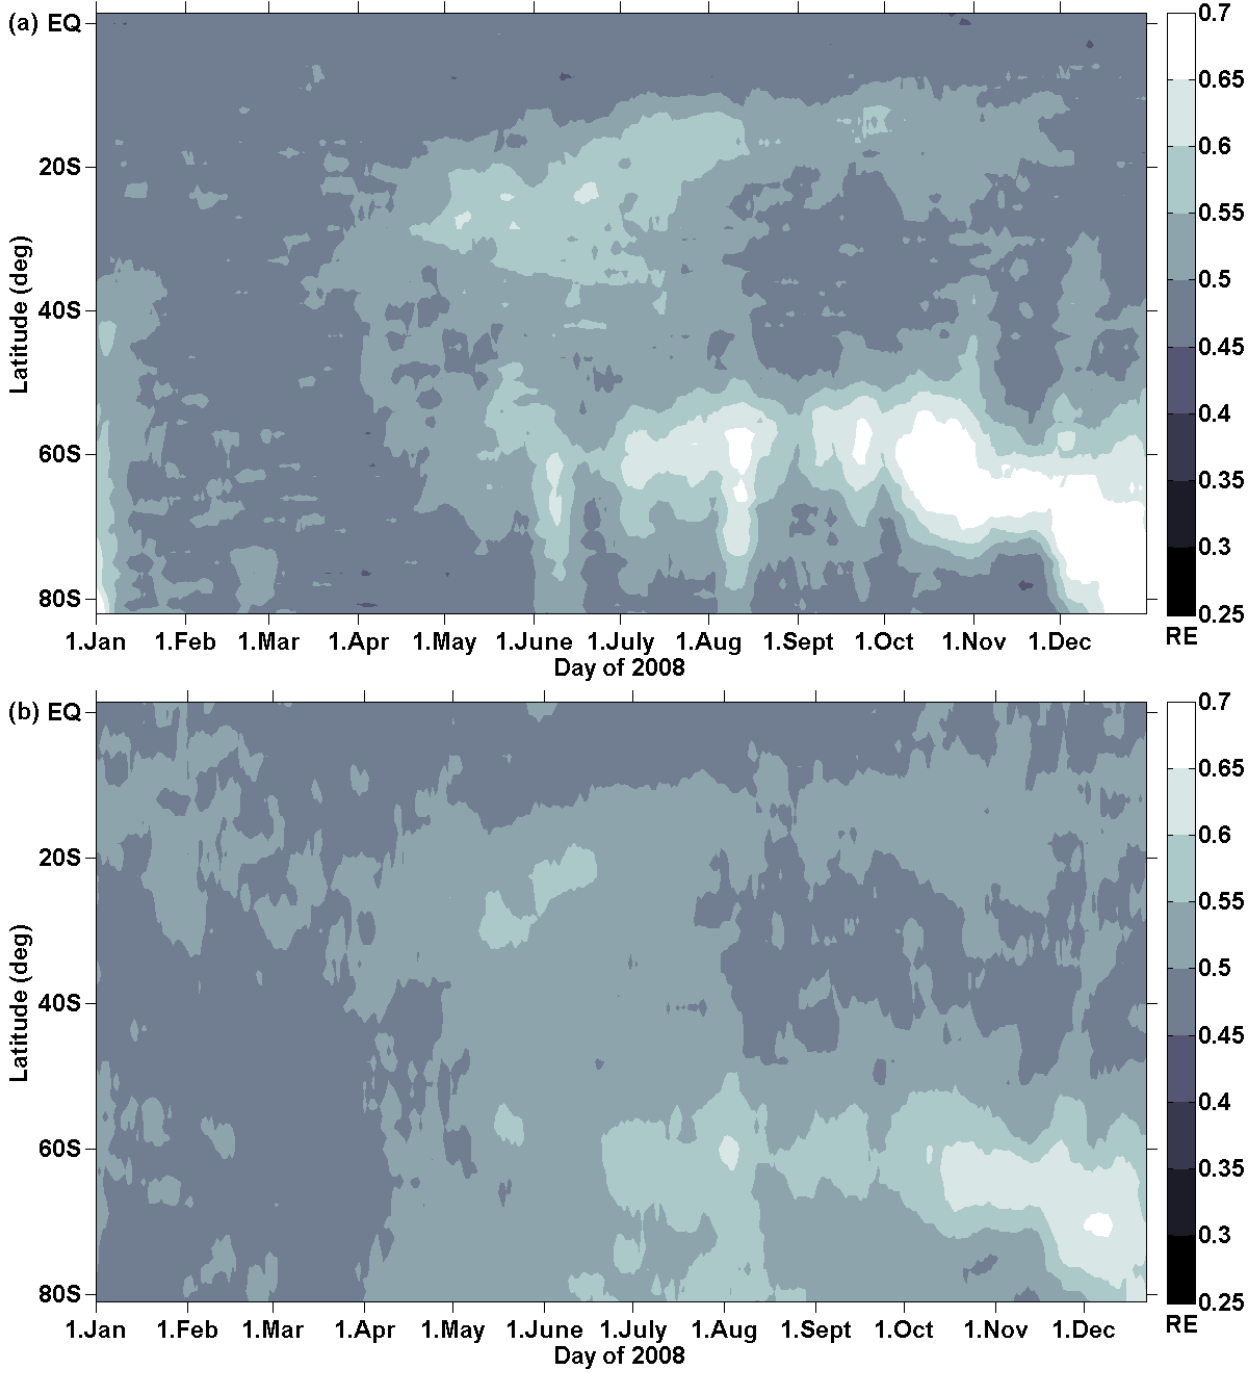 (a) EQ
20S
40S
60S
80S
Latitude (deg)
1.Jan 1.Feb 1.Mar 1.Apr 1.May 1.June 1.July 1.Aug 1.Sept 1.Oct 1.Nov 1.Dec
Day of 2008
0.7
0.65
0.6
0.55
0.5
0.45
0.4
0.35
0.3
0.25
RE
(b) EQ
20S
40S
60S
80S
Latitude (deg)
1.Jan 1.Feb 1.Mar 1.Apr 1.May 1.June 1.July 1.Aug 1.Sept 1.Oct 1.Nov 1.Dec
Day of 2008
0.7
0.65
0.6
0.55
0.5
0.45
0.4
0.35
0.3
0.25
RE